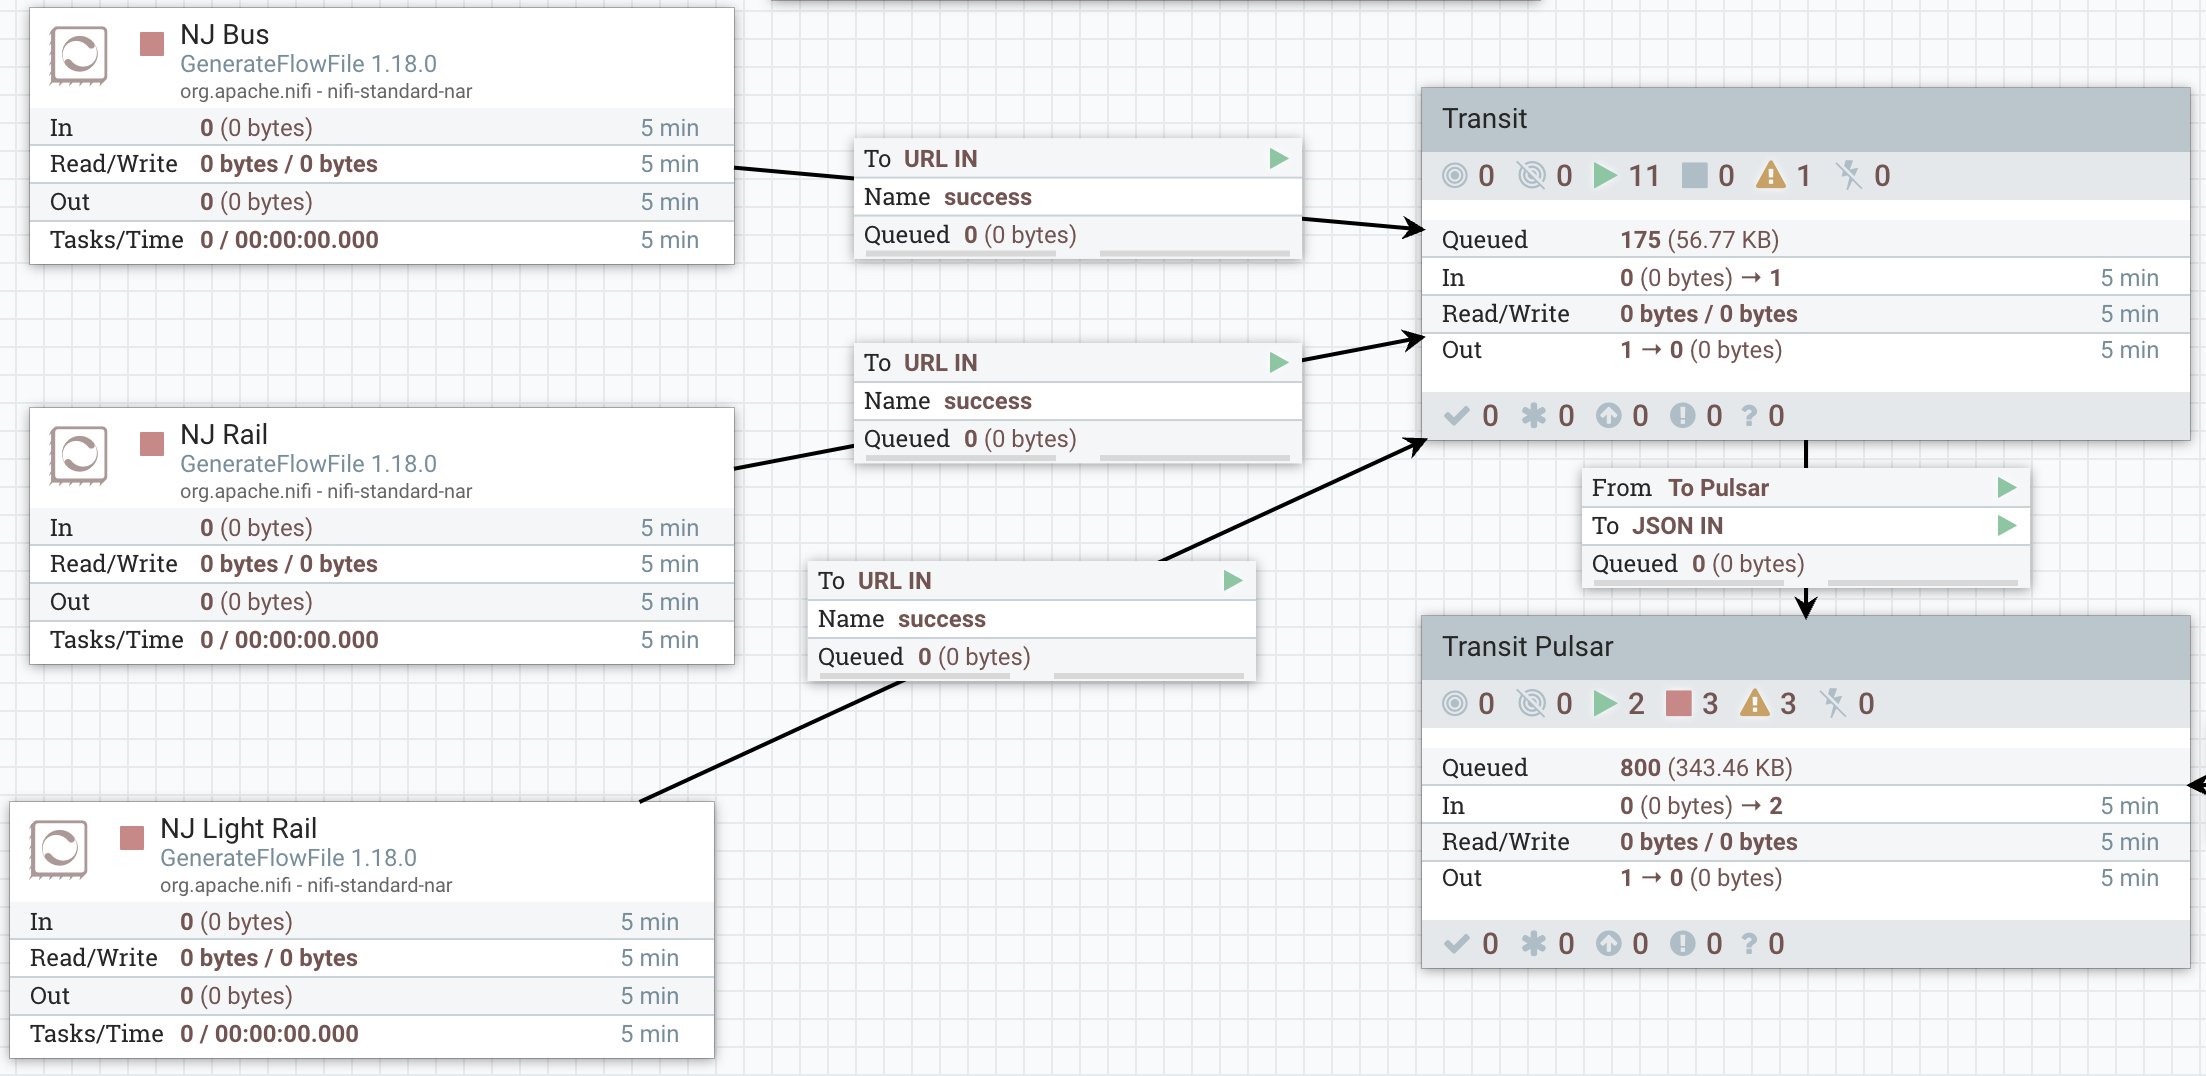 NJ Bus
GenerateFlowFile 1.18.0
org.apache.nifi - nifi-standard-nar
In 0 (0 bytes) 5 min
Read/Write 0 bytes / 0 bytes 5 min
Out 0 (0 bytes) 5 min
Tasks/Time 0 / 00:00:00.000 5 min
To URL IN
Name success
Queued 0 (0 bytes)
NJ Rail
GenerateFlowFile 1.18.0
org.apache.nifi - nifi-standard-nar
In 0 (0 bytes) 5 min
Read/Write 0 bytes / 0 bytes 5 min
Out 0 (0 bytes) 5 min
Tasks/Time 0 / 00:00:00.000 5 min
To URL IN
Name success
Queued 0 (0 bytes)
NJ Light Rail
GenerateFlowFile 1.18.0
org.apache.nifi - nifi-standard-nar
In 0 (0 bytes) 5 min
Read/Write 0 bytes / 0 bytes 5 min
Out 0 (0 bytes) 5 min
Tasks/Time 0 / 00:00:00.000 5 min
To URL IN
Name success
Queued 0 (0 bytes)
Transit
0 0 11 0 1 0
Queued 175 (56.77 KB)
In 0 (0 bytes) → 1 5 min
Read/Write 0 bytes / 0 bytes 5 min
Out 1 → 0 (0 bytes) 5 min
0 0 0 0 ? 0
From To Pulsar
To JSON IN
Queued 0 (0 bytes)
Transit Pulsar
0 0 2 3 3 0
Queued 800 (343.46 KB)
In 0 (0 bytes) → 2 5 min
Read/Write 0 bytes / 0 bytes 5 min
Out 1 → 0 (0 bytes) 5 min
0 0 0 0 ? 0